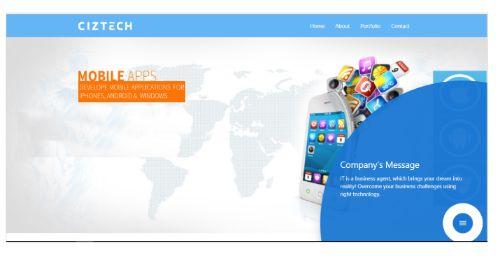 CIZTECH
Home About Portfolio Contact
MOBILE APPS
DEVELOPE MOBILE APPLICATIONS FOR
IPHONES, ANDROID & WINDOWS
Company's Message
IT is a business agent, which brings your dream into
reality! Overcome your business challenges using
right technology.